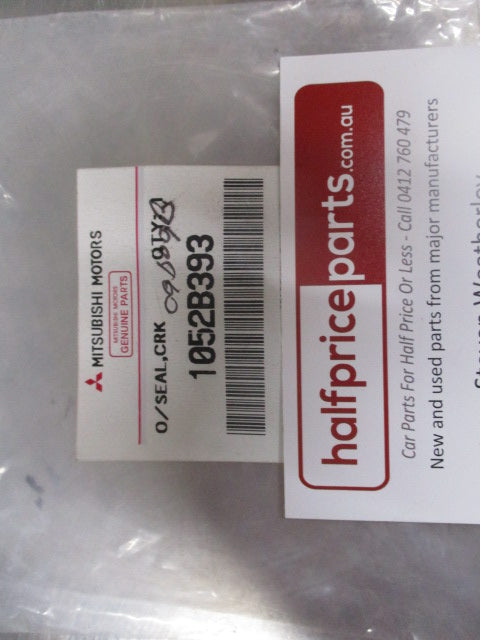 MITSUBISHI MOTORS
MITSUBISHI MOTORS
GENUINE PARTS
O/SEAL,CRK
1052B393
halfpriceparts.com.au
Car Parts For Half Price Or Less - Call 0412 760 479
New and used parts from major manufacturers